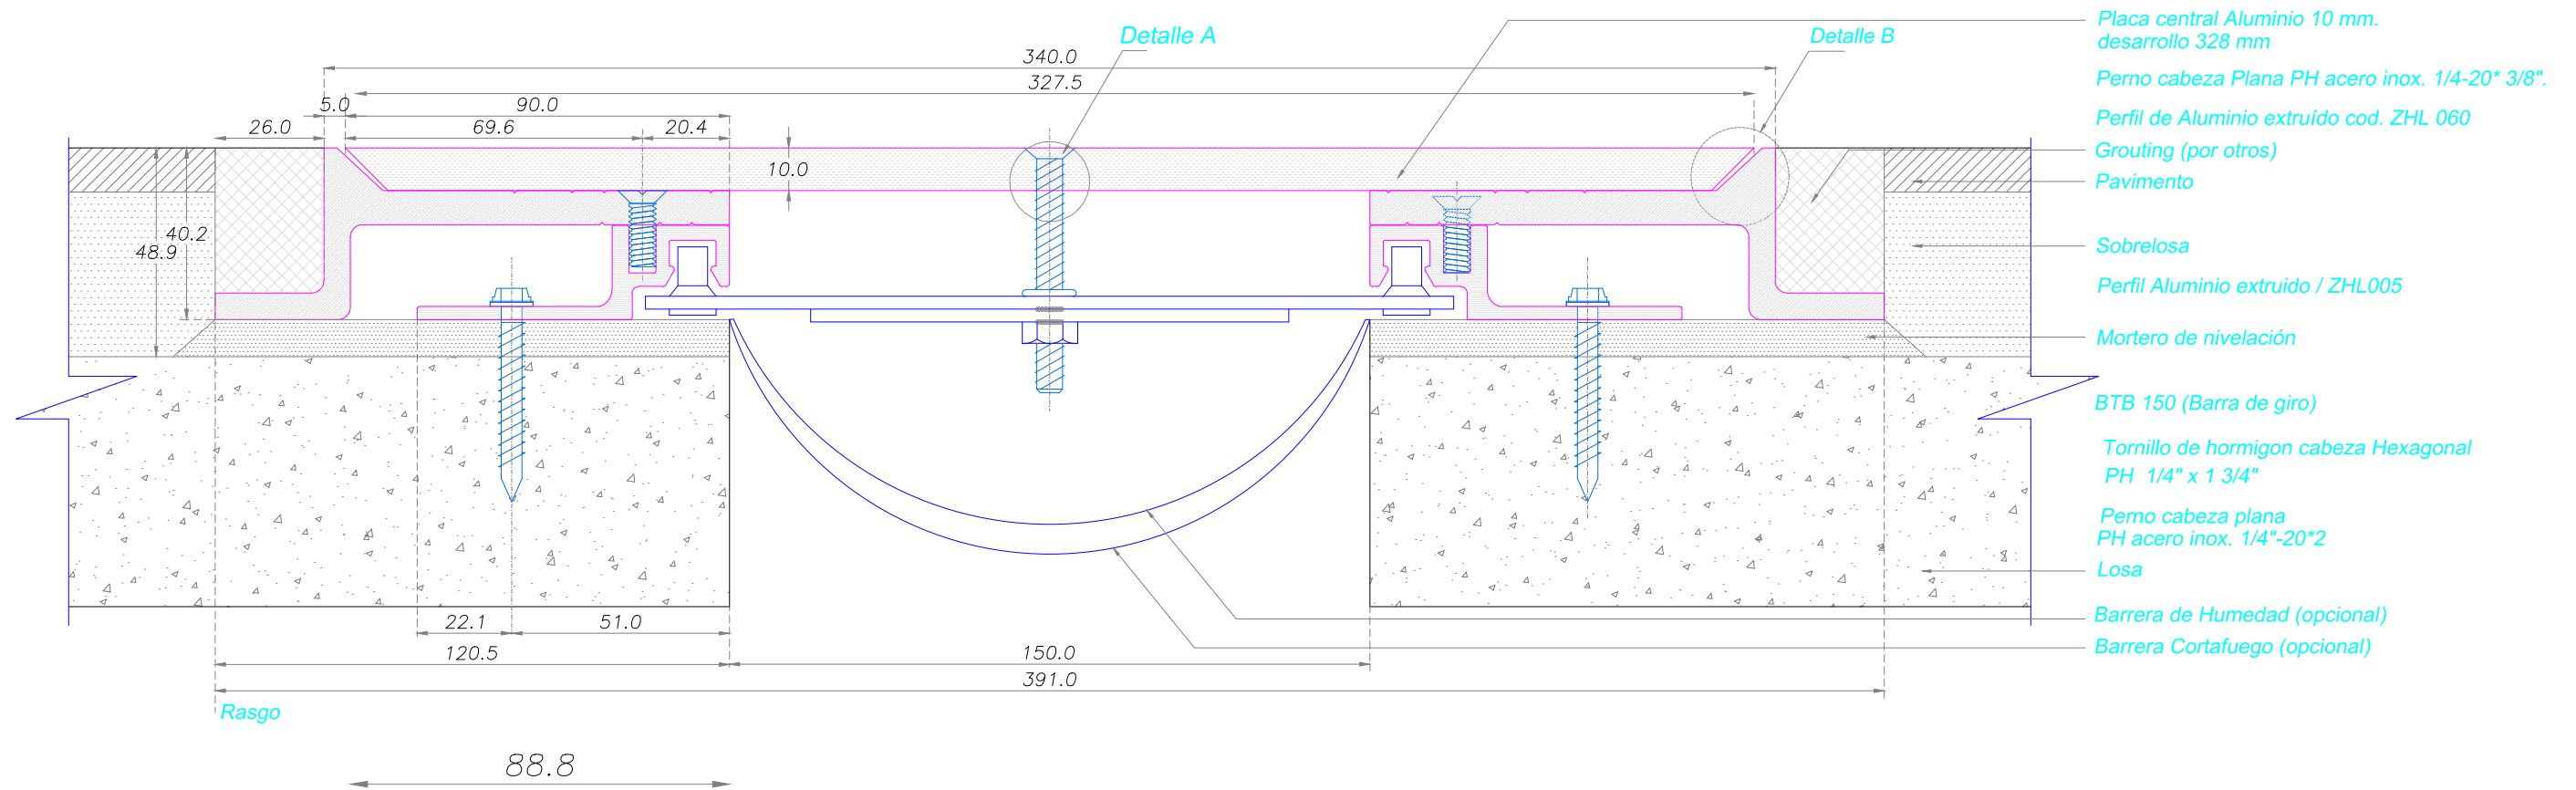 Placa central Aluminio 10 mm.
desarrollo 328 mm
Detalle A
Detalle B
340.0
327.5
Perno cabeza Plana PH acero inox. 1/4-20* 3/8".
5.0
90.0
26.0
69.6
20.4
Perfil de Aluminio extruído cod. ZHL 060
Grouting (por otros)
10.0
Pavimento
40.2
48.9
Sobrelosa
Perfil Aluminio extruido / ZHL005
Mortero de nivelación
BTB 150 (Barra de giro)
Tornillo de hormigon cabeza Hexagonal
PH 1/4" x 1 3/4"
Perno cabeza plana
PH acero inox. 1/4"-20*2
Losa
Barrera de Humedad (opcional)
22.1
51.0
Barrera Cortafuego (opcional)
120.5
150.0
391.0
Rasgo
88.8